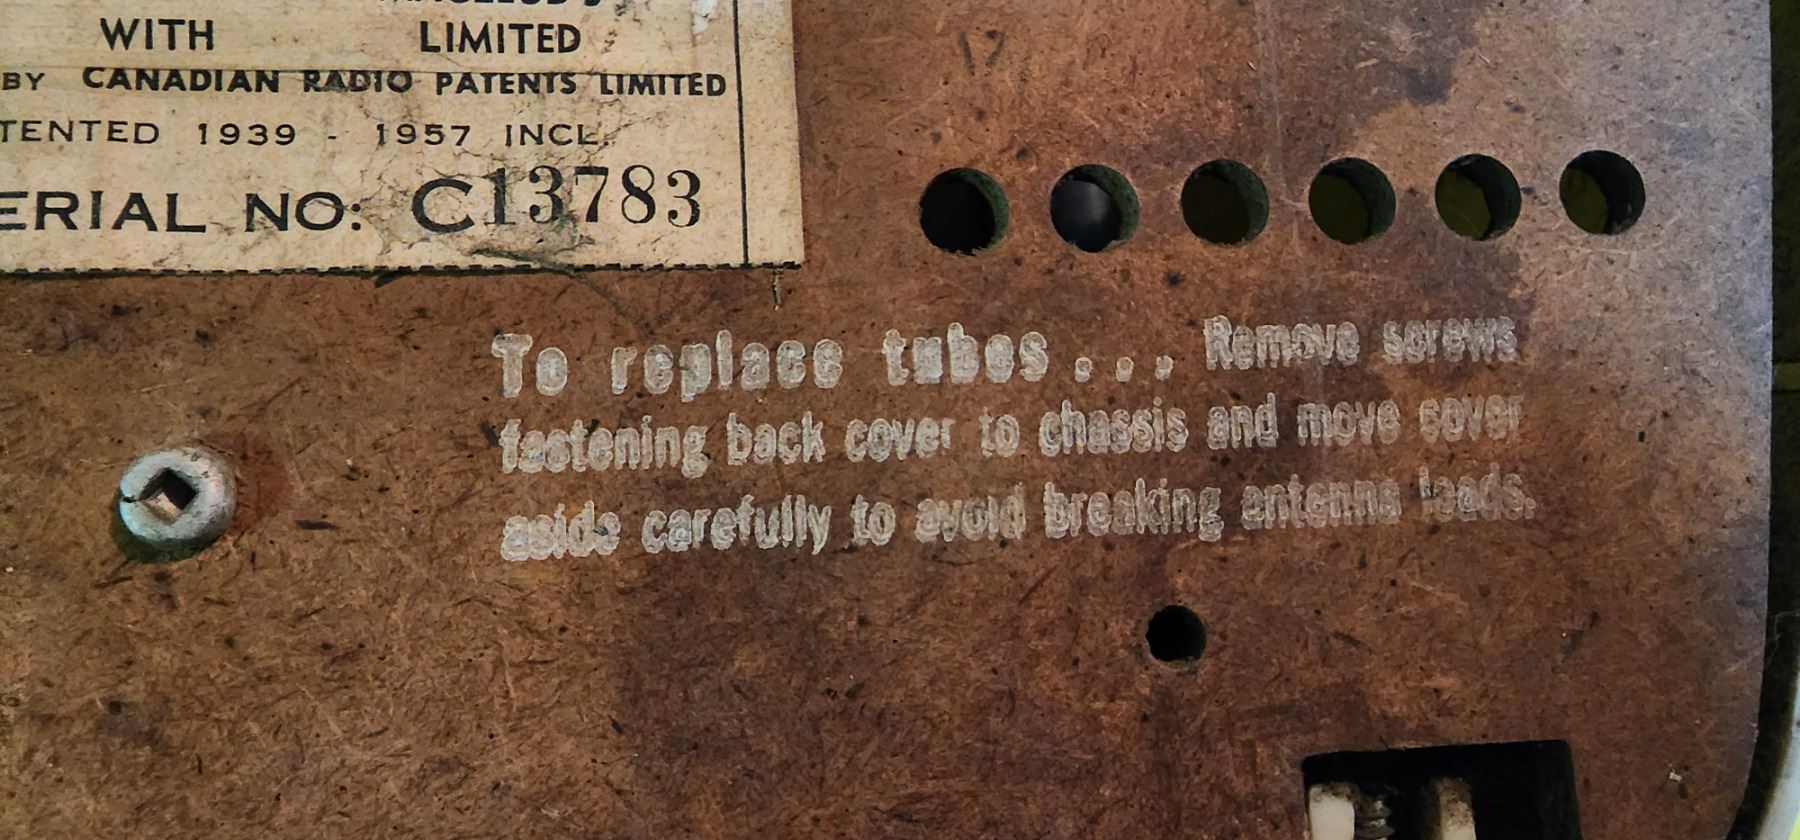 WITH LIMITED
BY CANADIAN RADIO PATENTS LIMITED
TENTED 1939 - 1957 INCL.
ERIAL NO: C13783
To replace tubes . . . Remove screws
fastening back cover to chassis and move cover
aside carefully to avoid breaking antenna leads.